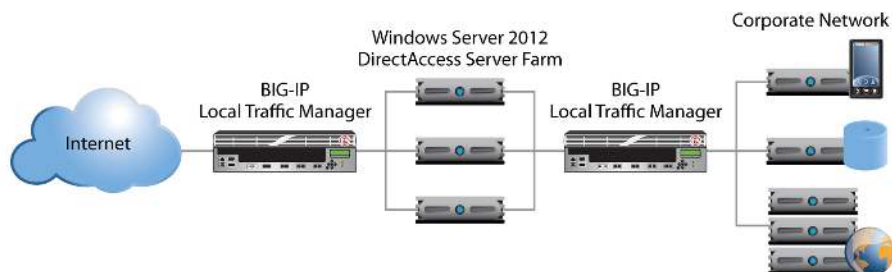 Corporate Network
Windows Server 2012
DirectAccess Server Farm
BIG-IP
Local Traffic Manager
BIG-IP
Local Traffic Manager
Internet